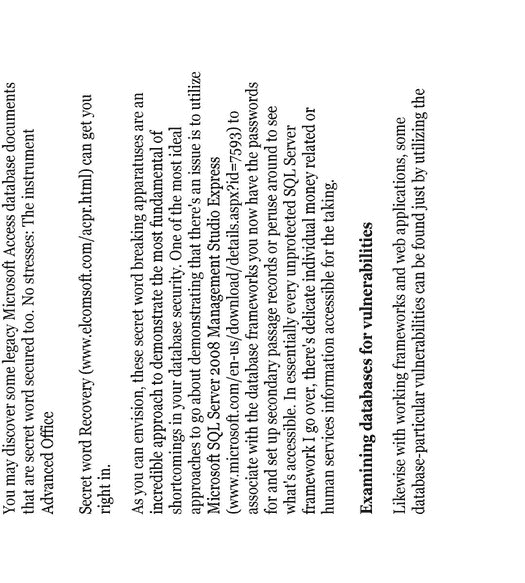 You may discover some legacy Microsoft Access database documents
that are secret word secured too. No stresses: The instrument
Advanced Office
Secret word Recovery (www.elcomsoft.com/acpr.html) can get you
right in.
As you can envision, these secret word breaking apparatuses are an
incredible approach to demonstrate the most fundamental of
shortcomings in your database security. One of the most ideal
approaches to go about demonstrating that there's an issue is to utilize
Microsoft SQL Server 2008 Management Studio Express
(www.microsoft.com/en-us/download/details.aspx?id=7593) to
associate with the database frameworks you now have the passwords
for and set up secondary passage records or peruse around to see
what's accessible. In essentially every unprotected SQL Server
framework I go over, there's delicate individual money related or
human services information accessible for the taking.
Examining databases for vulnerabilities
Likewise with working frameworks and web applications, some
database-particular vulnerabilities can be found just by utilizing the